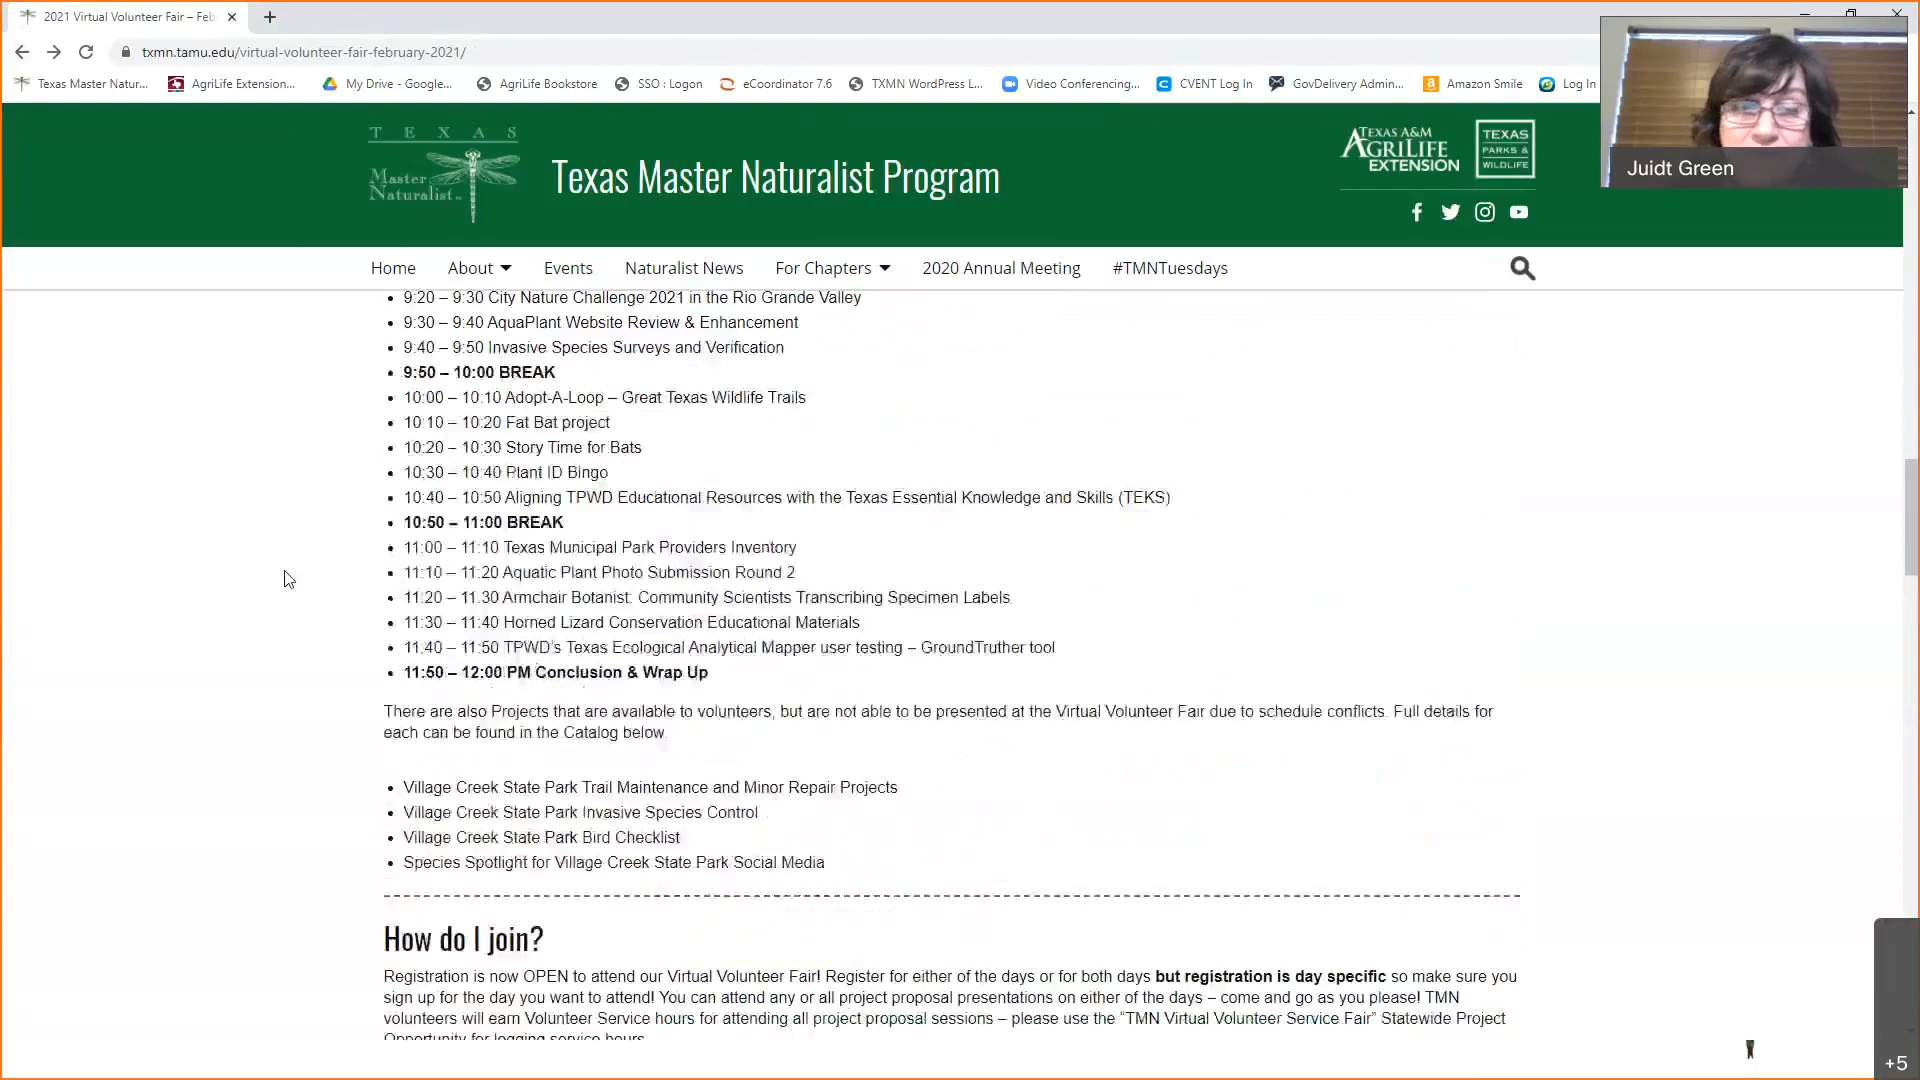 2021 Virtual Volunteer Fair – Feb
txmn.tamu.edu/virtual-volunteer-fair-february-2021/
Texas Master Natur...
AgriLife Extension...
My Drive - Google...
AgriLife Bookstore
SSO : Logon
eCoordinator 7.6
TXMN WordPress L...
Video Conferencing...
CVENT Log In
GovDelivery Admin...
Amazon Smile
Log In
Juidt Green
TEXAS
Master
Naturalist
Texas Master Naturalist Program
TEXAS A&M
AGRILIFE
EXTENSION
TEXAS
PARKS &
WILDLIFE
Home About Events Naturalist News For Chapters 2020 Annual Meeting #TMNTuesdays
• 9:20 – 9:30 City Nature Challenge 2021 in the Rio Grande Valley
• 9:30 – 9:40 AquaPlant Website Review & Enhancement
• 9:40 – 9:50 Invasive Species Surveys and Verification
• 9:50 – 10:00 BREAK
• 10:00 – 10:10 Adopt-A-Loop – Great Texas Wildlife Trails
• 10:10 – 10:20 Fat Bat project
• 10:20 – 10:30 Story Time for Bats
• 10:30 – 10:40 Plant ID Bingo
• 10:40 – 10:50 Aligning TPWD Educational Resources with the Texas Essential Knowledge and Skills (TEKS)
• 10:50 – 11:00 BREAK
• 11:00 – 11:10 Texas Municipal Park Providers Inventory
• 11:10 – 11:20 Aquatic Plant Photo Submission Round 2
• 11:20 – 11:30 Armchair Botanist: Community Scientists Transcribing Specimen Labels
• 11:30 – 11:40 Horned Lizard Conservation Educational Materials
• 11:40 – 11:50 TPWD's Texas Ecological Analytical Mapper user testing – GroundTruther tool
• 11:50 – 12:00 PM Conclusion & Wrap Up
There are also Projects that are available to volunteers, but are not able to be presented at the Virtual Volunteer Fair due to schedule conflicts. Full details for
each can be found in the Catalog below.
• Village Creek State Park Trail Maintenance and Minor Repair Projects
• Village Creek State Park Invasive Species Control
• Village Creek State Park Bird Checklist
• Species Spotlight for Village Creek State Park Social Media
How do I join?
Registration is now OPEN to attend our Virtual Volunteer Fair! Register for either of the days or for both days but registration is day specific so make sure you
sign up for the day you want to attend! You can attend any or all project proposal presentations on either of the days – come and go as you please! TMN
volunteers will earn Volunteer Service hours for attending all project proposal sessions – please use the “TMN Virtual Volunteer Service Fair” Statewide Project
Opportunity for logging service hours.
+5